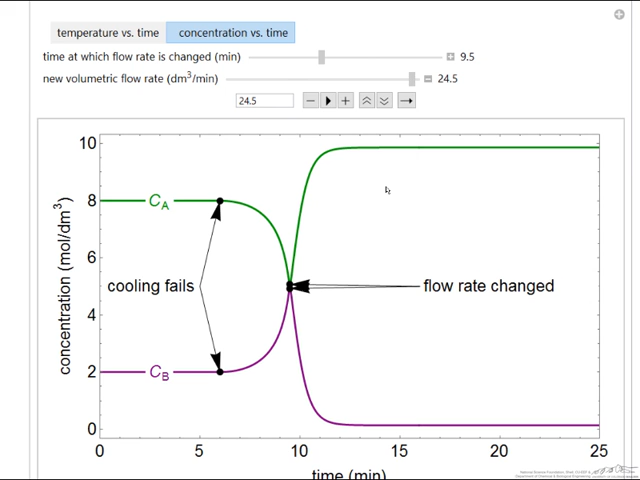 temperature vs. time concentration vs. time
time at which flow rate is changed (min) 9.5
new volumetric flow rate (dm³/min) 24.5
24.5
concentration (mol/dm³)
10
8
6
4
2
0
C_A
cooling fails
flow rate changed
C_B
0 5 10 15 20 25
time (min)